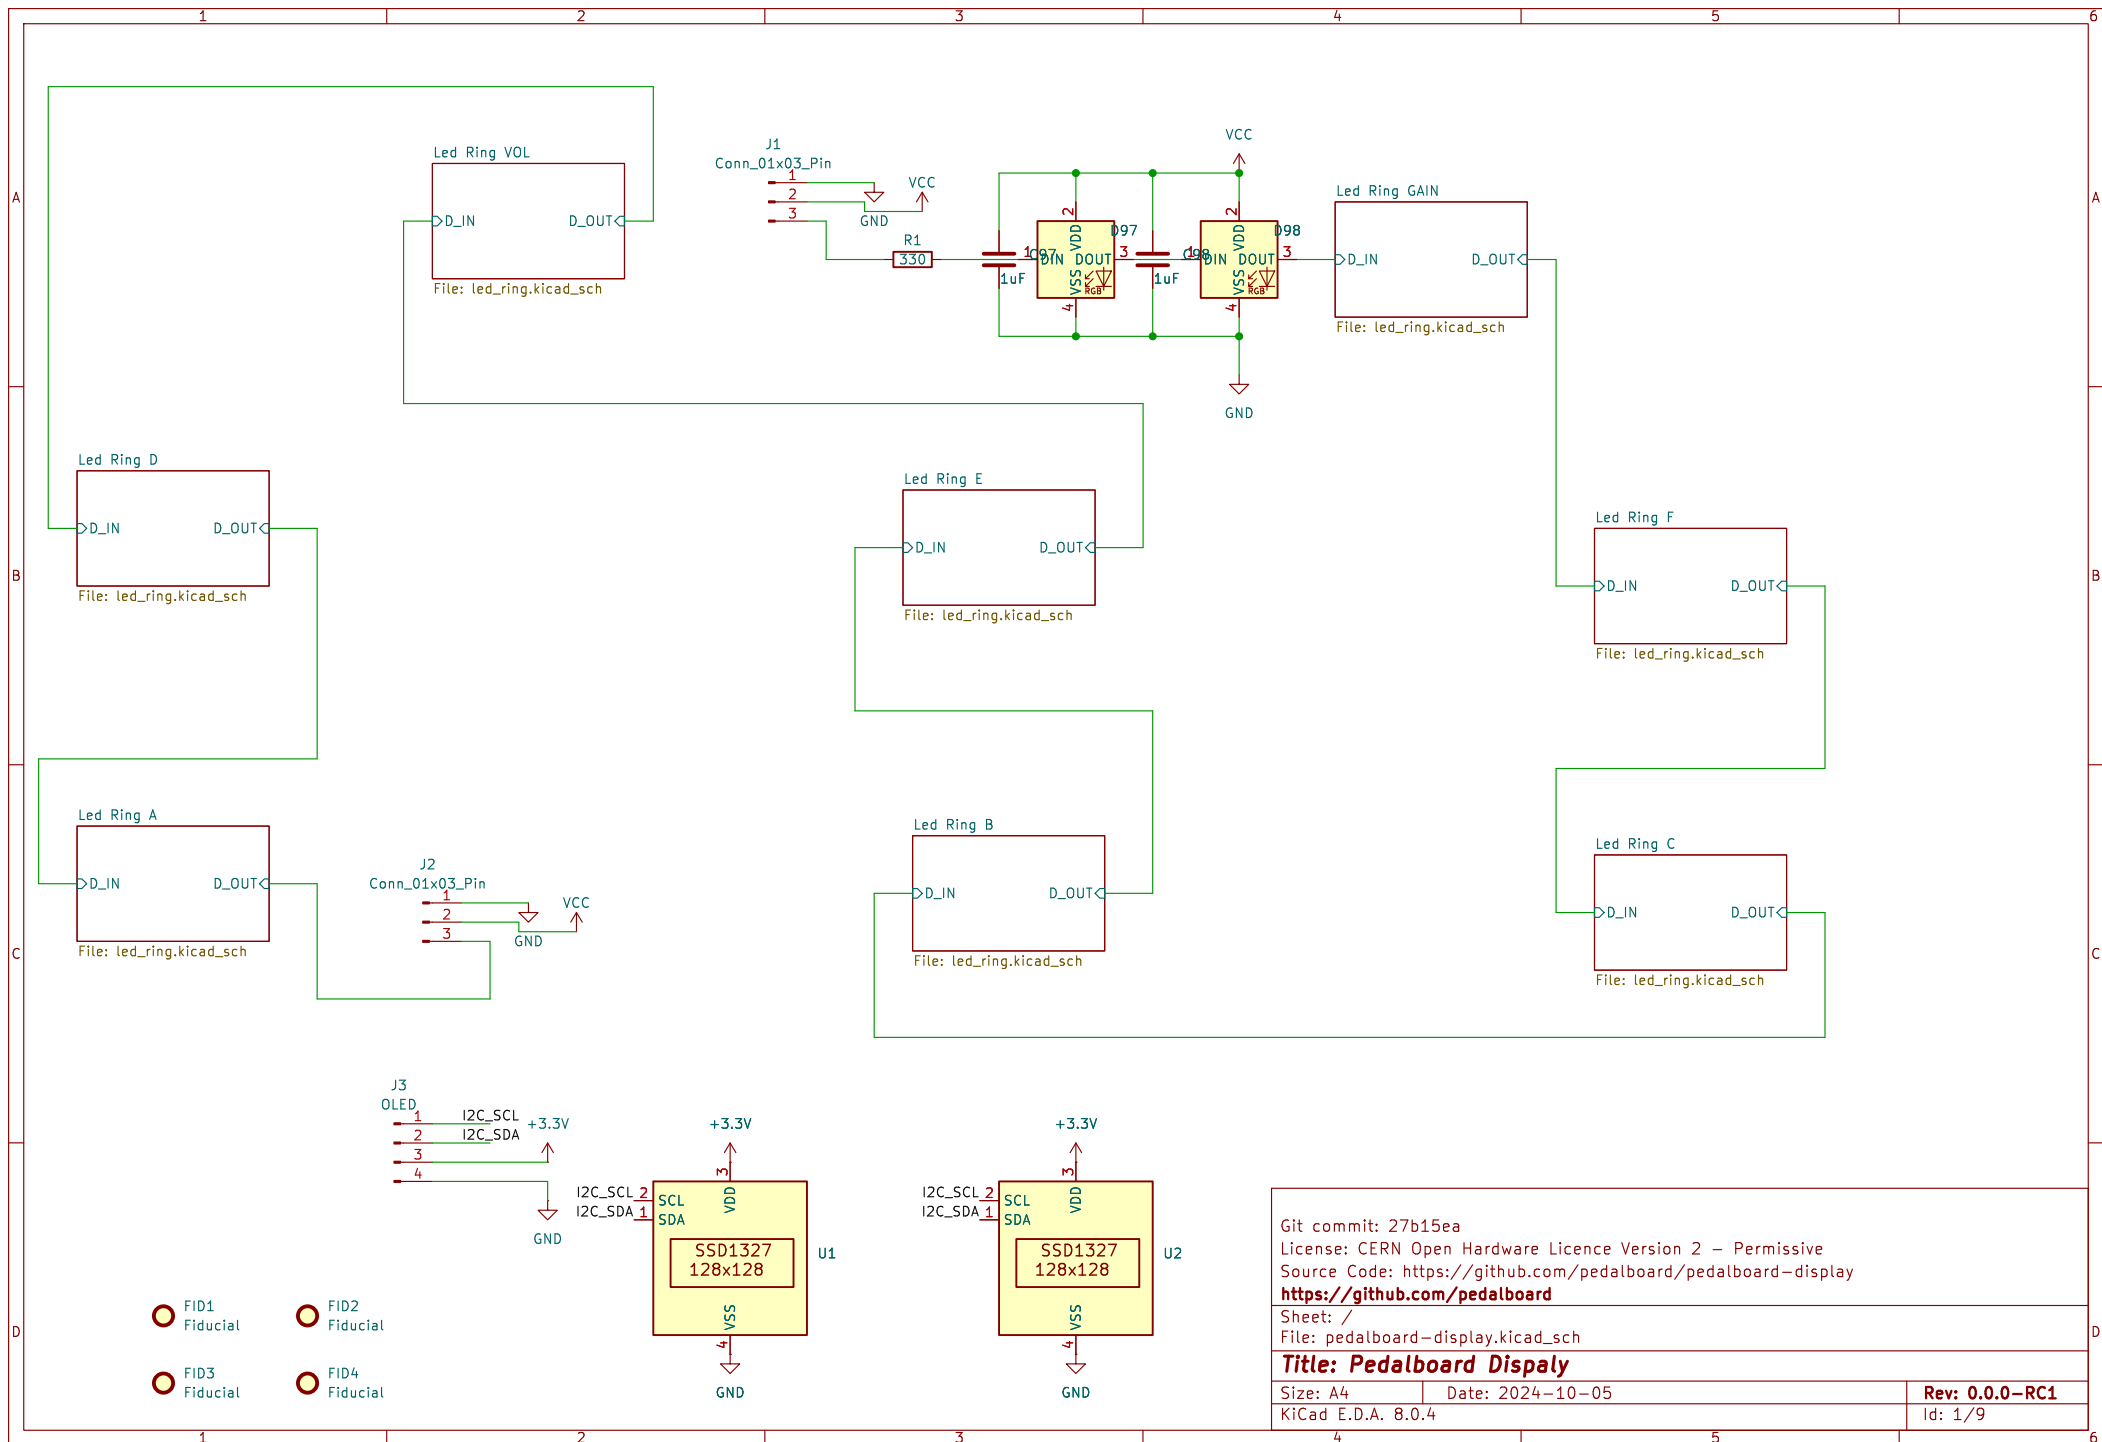 1 2 3 4 5 6
A A
B B
C C
D D
1 2 3 4 5 6
Led Ring VOL
D_IN D_OUT
File: led_ring.kicad_sch
J1
Conn_01x03_Pin
1
2
3
GND
VCC
R1
330
C97
1uF
D97
1 DIN
2 VDD
DOUT 3
VSS 4
RGB
C98
1uF
VCC
D98
1 DIN
2 VDD
DOUT 3
VSS 4
RGB
GND
Led Ring GAIN
D_IN D_OUT
File: led_ring.kicad_sch
Led Ring D
D_IN D_OUT
File: led_ring.kicad_sch
Led Ring E
D_IN D_OUT
File: led_ring.kicad_sch
Led Ring F
D_IN D_OUT
File: led_ring.kicad_sch
Led Ring A
D_IN D_OUT
File: led_ring.kicad_sch
J2
Conn_01x03_Pin
1
2
3
GND
VCC
Led Ring B
D_IN D_OUT
File: led_ring.kicad_sch
Led Ring C
D_IN D_OUT
File: led_ring.kicad_sch
J3
OLED
1 I2C_SCL
2 I2C_SDA
3
4
+3.3V
GND
+3.3V
3 VDD
I2C_SCL 2 SCL
I2C_SDA 1 SDA
SSD1327
128x128
U1
VSS 4
GND
+3.3V
3 VDD
I2C_SCL 2 SCL
I2C_SDA 1 SDA
SSD1327
128x128
U2
VSS 4
GND
FID1
Fiducial
FID2
Fiducial
FID3
Fiducial
FID4
Fiducial
Git commit: 27b15ea
License: CERN Open Hardware Licence Version 2 - Permissive
Source Code: https://github.com/pedalboard/pedalboard-display
https://github.com/pedalboard
Sheet: /
File: pedalboard-display.kicad_sch
Title: Pedalboard Dispaly
Size: A4 Date: 2024-10-05 Rev: 0.0.0-RC1
KiCad E.D.A. 8.0.4 Id: 1/9